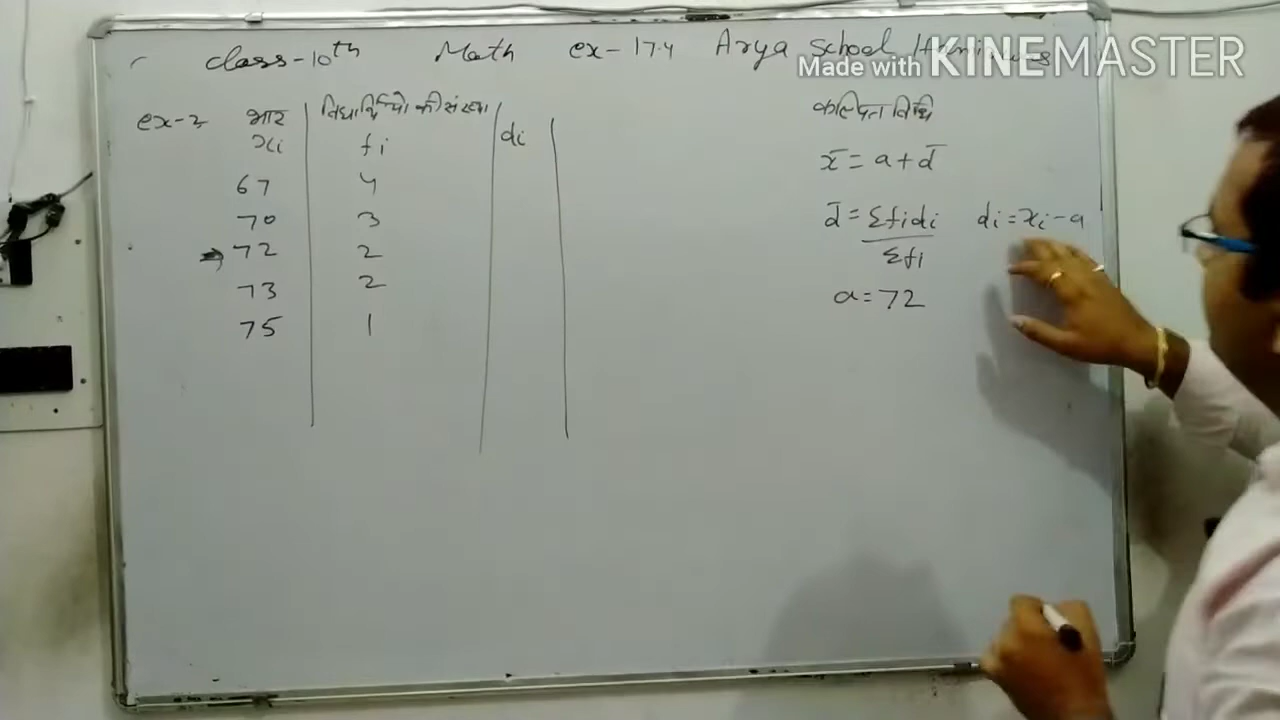 Class-10th Math ex-17.4 Arya School
Made with KINEMASTER
ex-2 भार विद्यार्थियो की संख्या di
xi fi
67 4
70 3
→ 72 2
73 2
75 1
कल्पित विधि
x̄ = a + d̄
d̄ = Σfidi / Σfi di = xi - a
a = 72